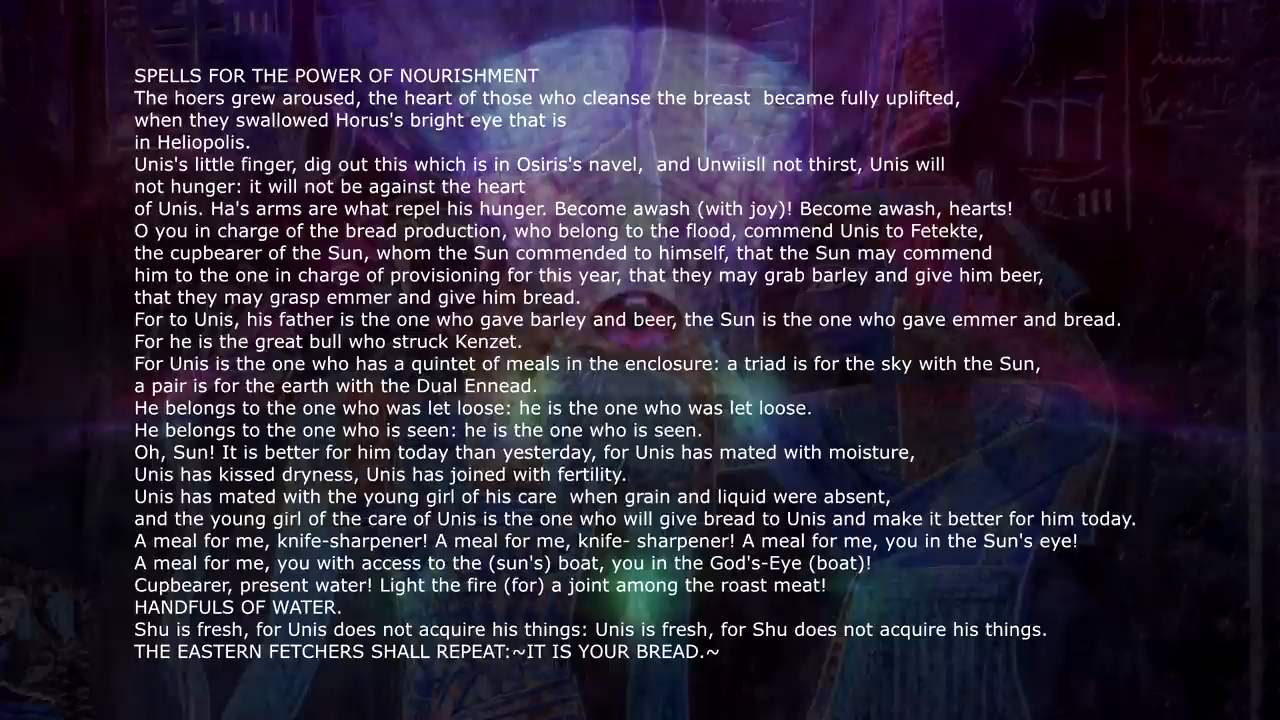 SPELLS FOR THE POWER OF NOURISHMENT
The hoers grew aroused, the heart of those who cleanse the breast  became fully uplifted,
when they swallowed Horus's bright eye that is
in Heliopolis.
Unis's little finger, dig out this which is in Osiris's navel,  and Unwiisll not thirst, Unis will
not hunger: it will not be against the heart
of Unis. Ha's arms are what repel his hunger. Become awash (with joy)! Become awash, hearts!
O you in charge of the bread production, who belong to the flood, commend Unis to Fetekte,
the cupbearer of the Sun, whom the Sun commended to himself, that the Sun may commend
him to the one in charge of provisioning for this year, that they may grab barley and give him beer,
that they may grasp emmer and give him bread.
For to Unis, his father is the one who gave barley and beer, the Sun is the one who gave emmer and bread.
For he is the great bull who struck Kenzet.
For Unis is the one who has a quintet of meals in the enclosure: a triad is for the sky with the Sun,
a pair is for the earth with the Dual Ennead.
He belongs to the one who was let loose: he is the one who was let loose.
He belongs to the one who is seen: he is the one who is seen.
Oh, Sun! It is better for him today than yesterday, for Unis has mated with moisture,
Unis has kissed dryness, Unis has joined with fertility.
Unis has mated with the young girl of his care  when grain and liquid were absent,
and the young girl of the care of Unis is the one who will give bread to Unis and make it better for him today.
A meal for me, knife-sharpener! A meal for me, knife- sharpener! A meal for me, you in the Sun's eye!
A meal for me, you with access to the (sun's) boat, you in the God's-Eye (boat)!
Cupbearer, present water! Light the fire (for) a joint among the roast meat!
HANDFULS OF WATER.
Shu is fresh, for Unis does not acquire his things: Unis is fresh, for Shu does not acquire his things.
THE EASTERN FETCHERS SHALL REPEAT:~IT IS YOUR BREAD.~